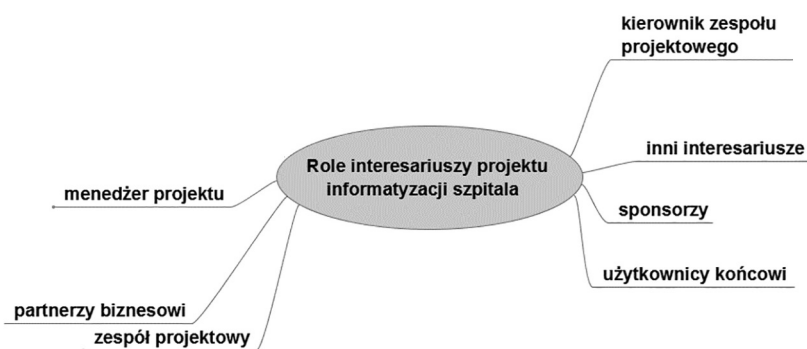 kierownik zespołu
projektowego
Role interesariuszy projektu
informatyzacji szpitala
inni interesariusze
menedżer projektu
sponsorzy
użytkownicy końcowi
partnerzy biznesowi
zespół projektowy